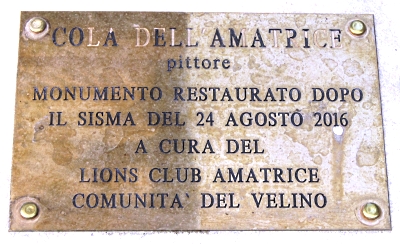 COLA DELL'AMATRICE
pittore
MONUMENTO RESTAURATO DOPO
IL SISMA DEL 24 AGOSTO 2016
A CURA DEL
LIONS CLUB AMATRICE
COMUNITA' DEL VELINO